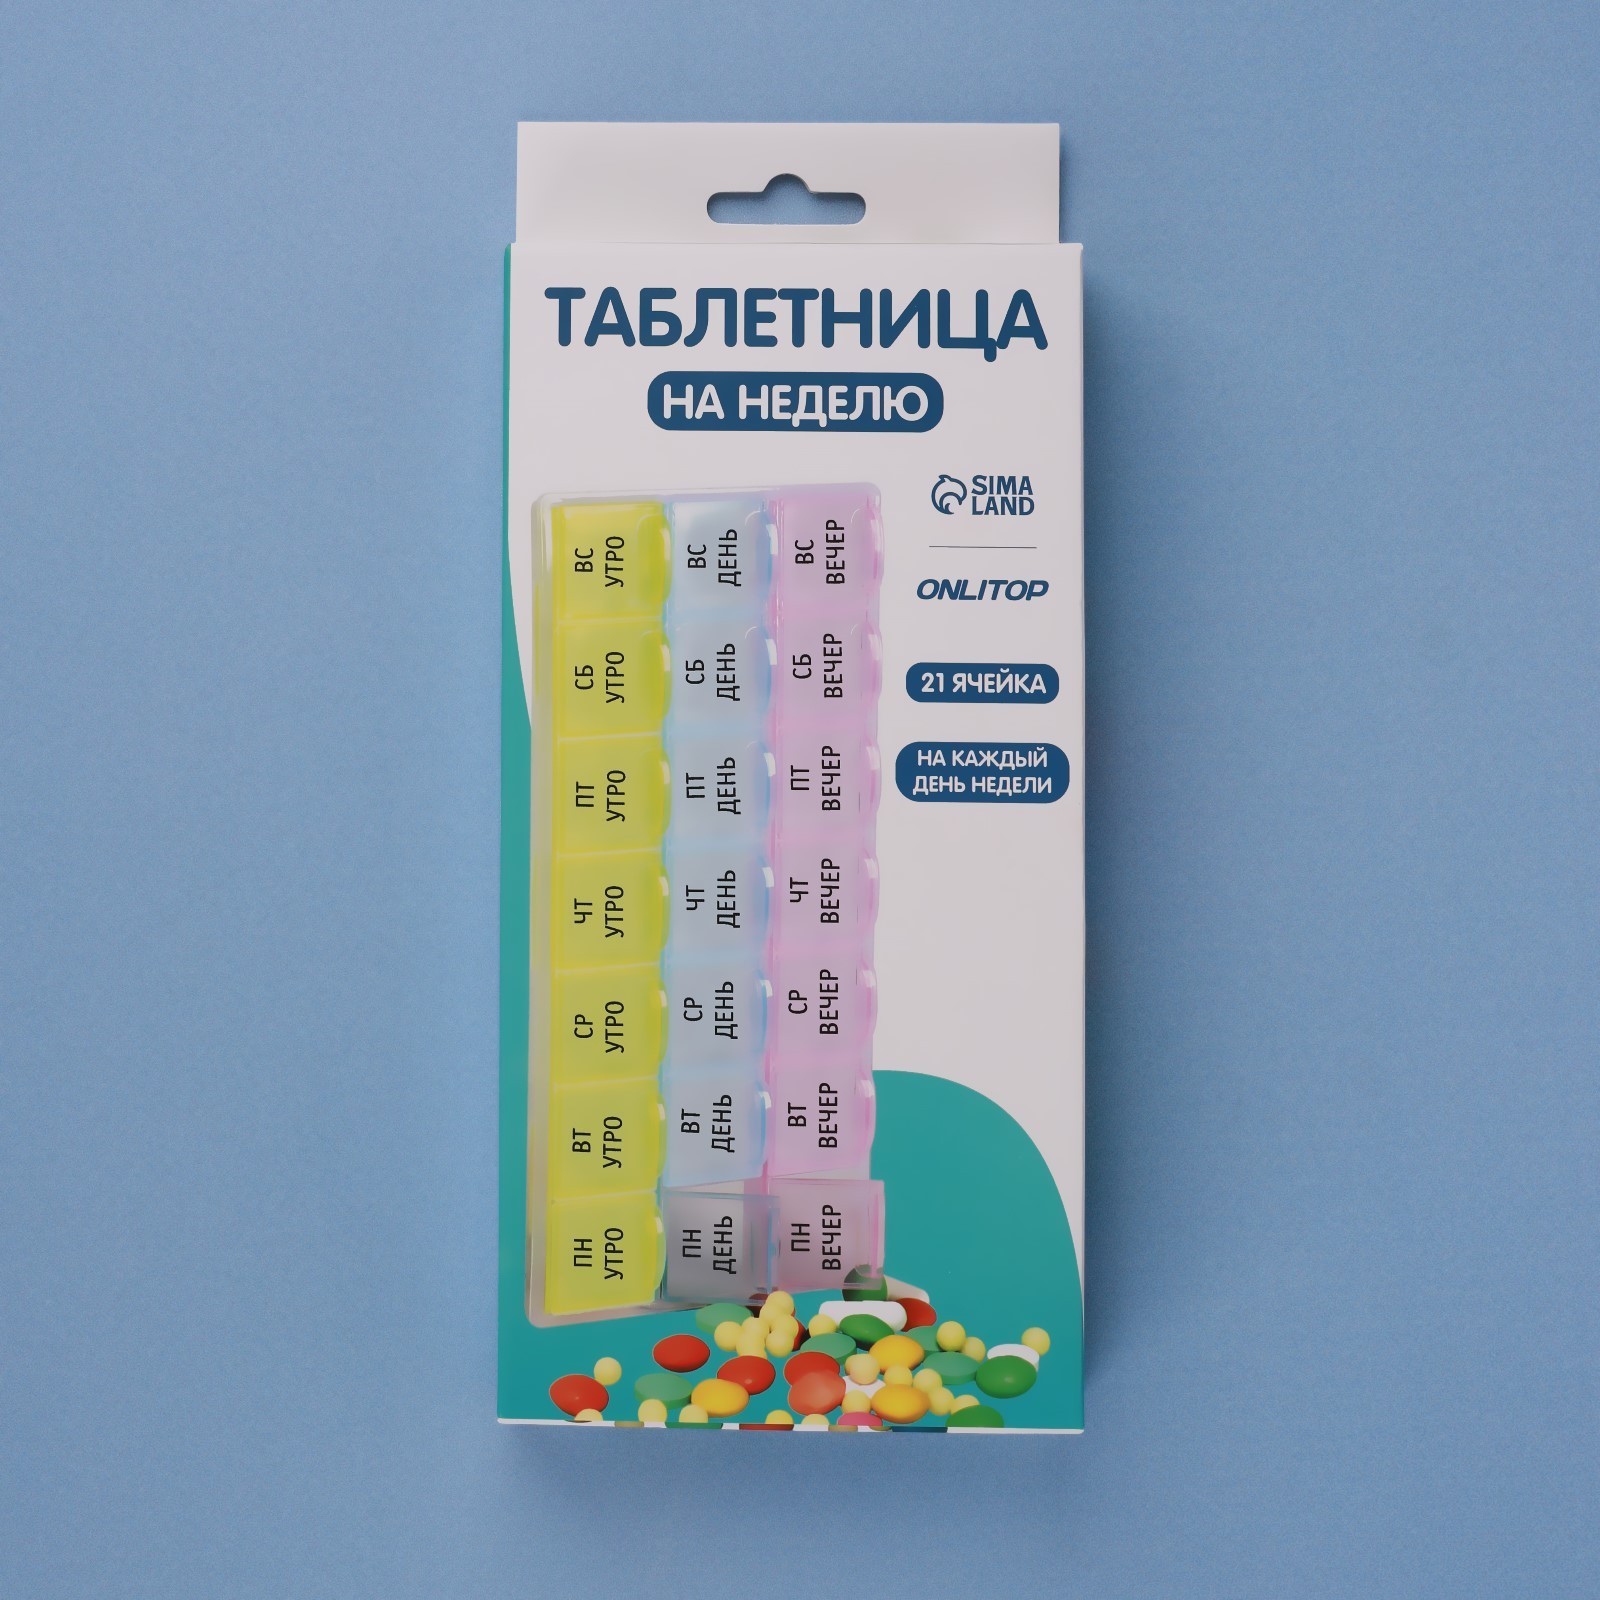 ТАБЛЕТНИЦА
НА НЕДЕЛЮ
SIMA
LAND
ONLITOP
21 ЯЧЕЙКА
НА КАЖДЫЙ
ДЕНЬ НЕДЕЛИ
ВС
УТРО
ВС
ДЕНЬ
ВС
ВЕЧЕР
СБ
УТРО
СБ
ДЕНЬ
СБ
ВЕЧЕР
ПТ
УТРО
ПТ
ДЕНЬ
ПТ
ВЕЧЕР
ЧТ
УТРО
ЧТ
ДЕНЬ
ЧТ
ВЕЧЕР
СР
УТРО
СР
ДЕНЬ
СР
ВЕЧЕР
ВТ
УТРО
ВТ
ДЕНЬ
ВТ
ВЕЧЕР
ПН
УТРО
ПН
ДЕНЬ
ПН
ВЕЧЕР